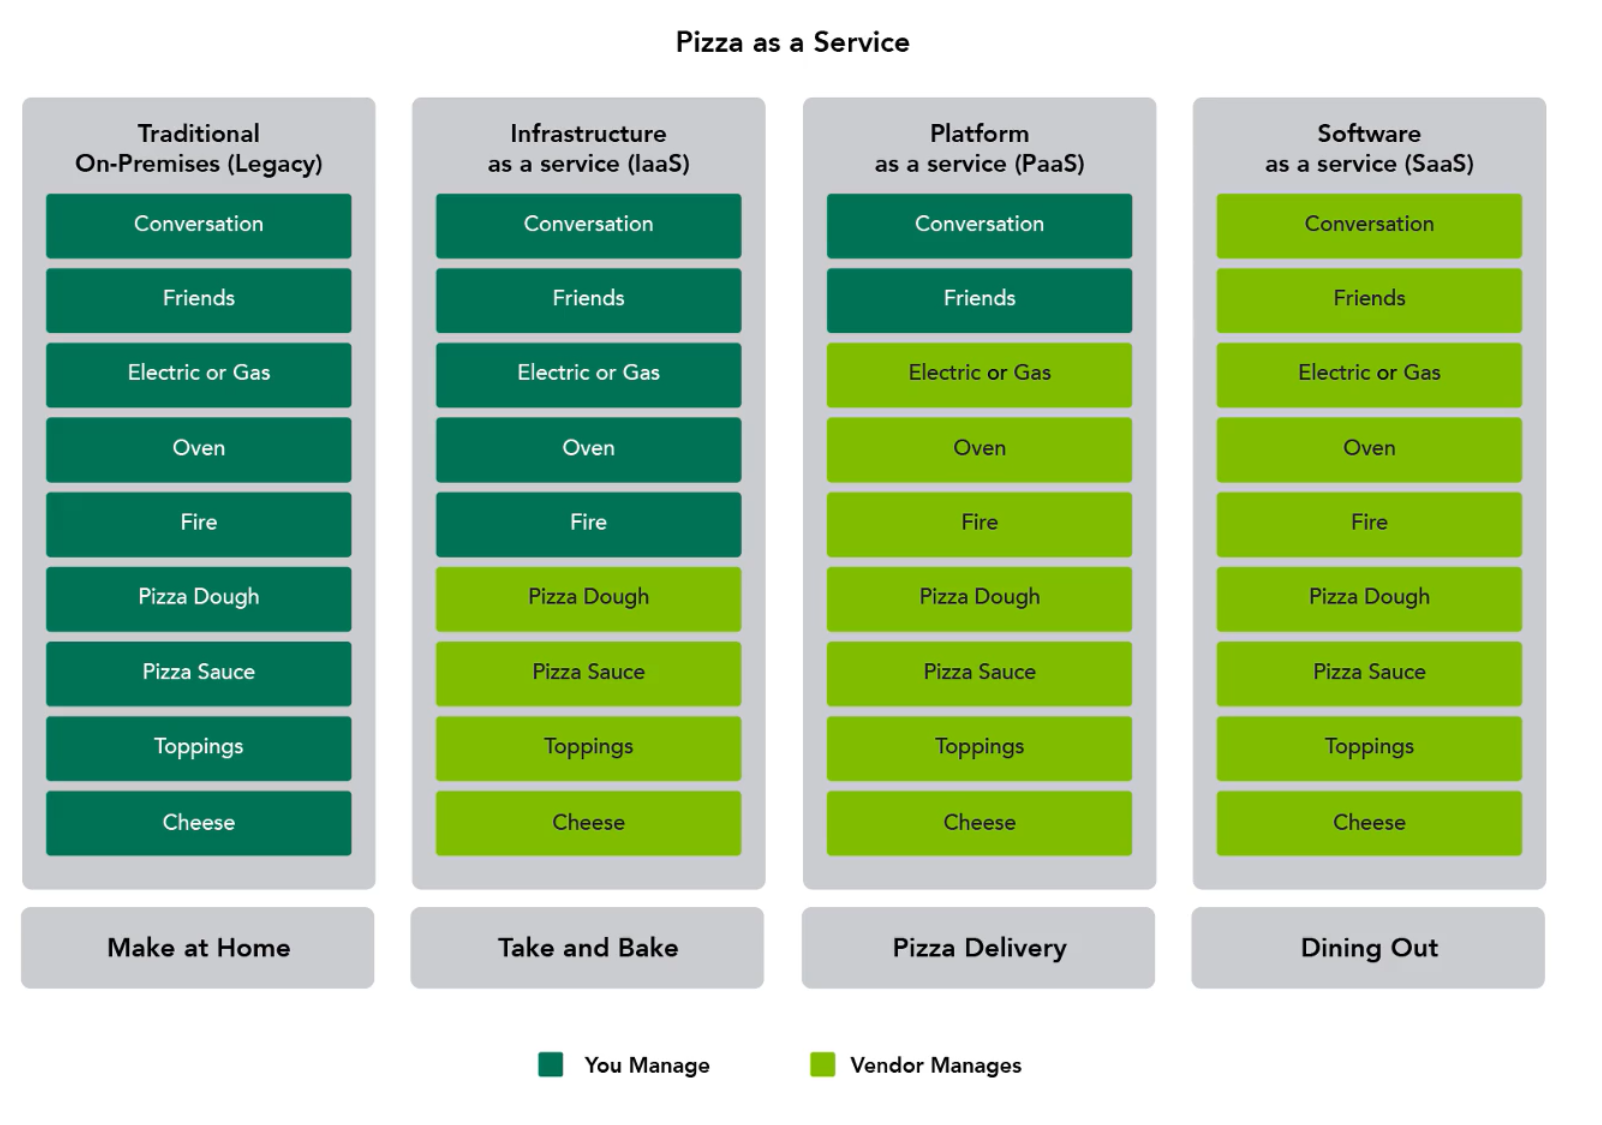 Pizza as a Service
Traditional
On-Premises (Legacy)
Conversation
Friends
Electric or Gas
Oven
Fire
Pizza Dough
Pizza Sauce
Toppings
Cheese
Make at Home
Infrastructure
as a service (IaaS)
Conversation
Friends
Electric or Gas
Oven
Fire
Pizza Dough
Pizza Sauce
Toppings
Cheese
Take and Bake
Platform
as a service (PaaS)
Conversation
Friends
Electric or Gas
Oven
Fire
Pizza Dough
Pizza Sauce
Toppings
Cheese
Pizza Delivery
Software
as a service (SaaS)
Conversation
Friends
Electric or Gas
Oven
Fire
Pizza Dough
Pizza Sauce
Toppings
Cheese
Dining Out
You Manage
Vendor Manages